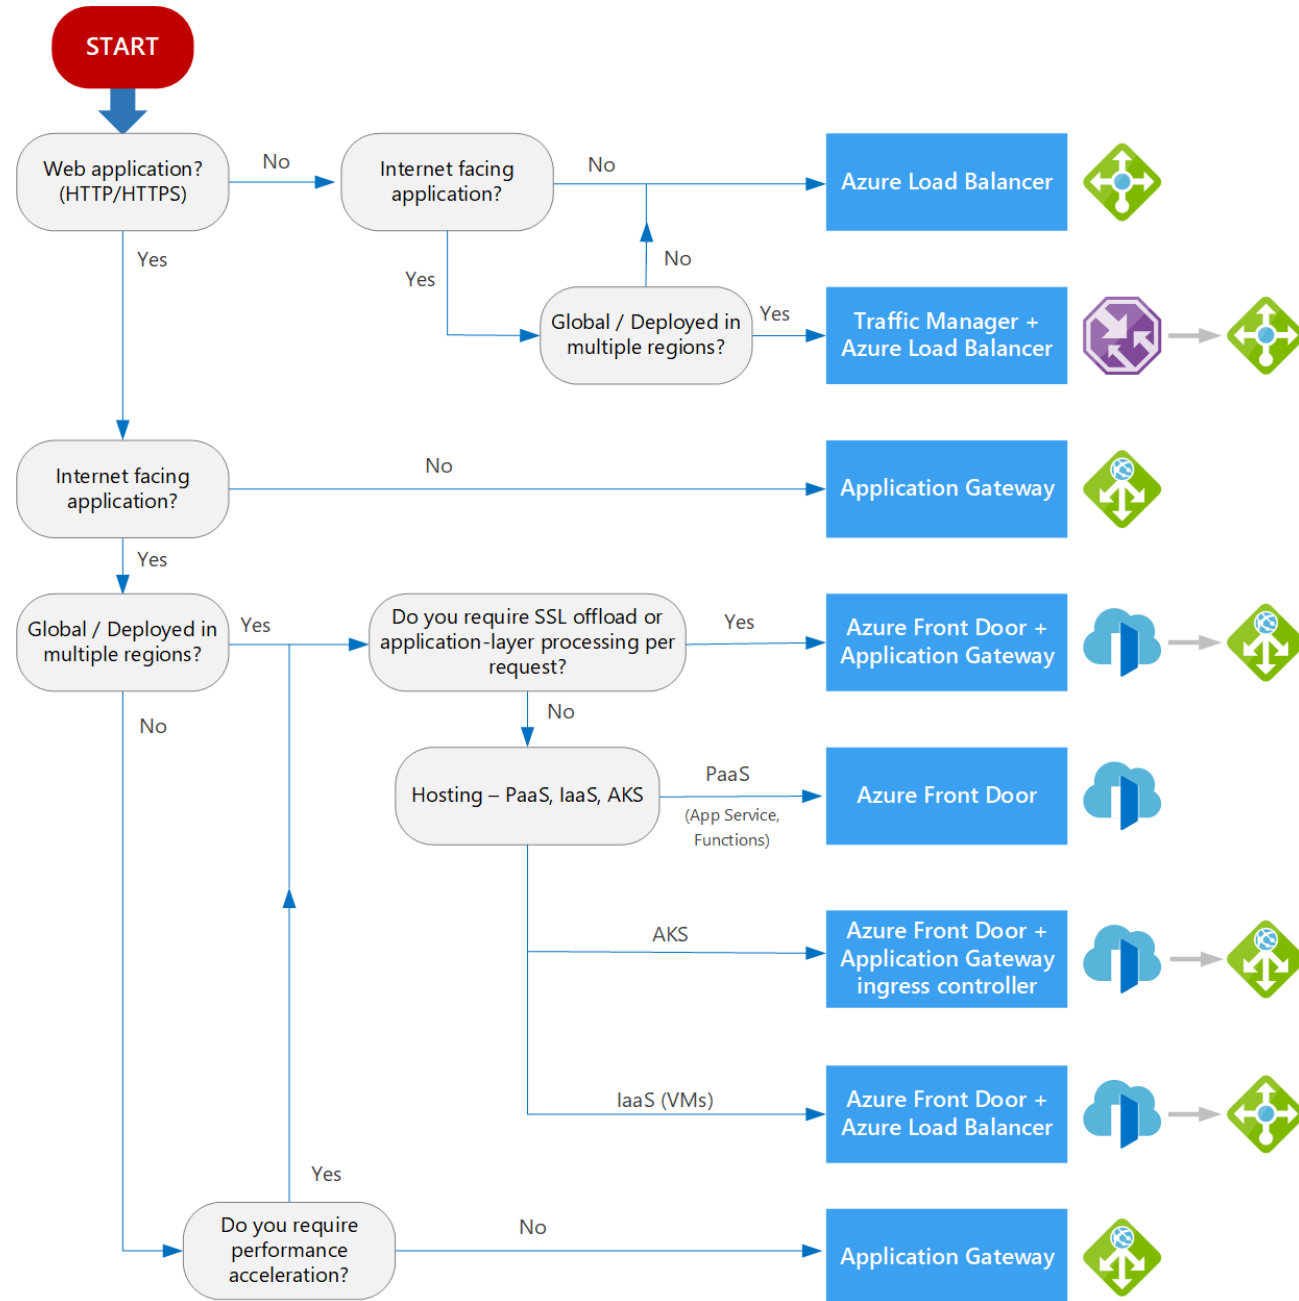 START
Web application?
(HTTP/HTTPS)
No
Internet facing
application?
No
Azure Load Balancer
Yes
Yes
No
Global / Deployed in
multiple regions?
Yes
Traffic Manager +
Azure Load Balancer
Internet facing
application?
No
Application Gateway
Yes
Global / Deployed in
multiple regions?
Yes
Do you require SSL offload or
application-layer processing per
request?
Yes
Azure Front Door +
Application Gateway
No
No
Hosting – PaaS, IaaS, AKS
PaaS
(App Service,
Functions)
Azure Front Door
AKS
Azure Front Door +
Application Gateway
ingress controller
IaaS (VMs)
Azure Front Door +
Azure Load Balancer
Yes
Do you require
performance
acceleration?
No
Application Gateway